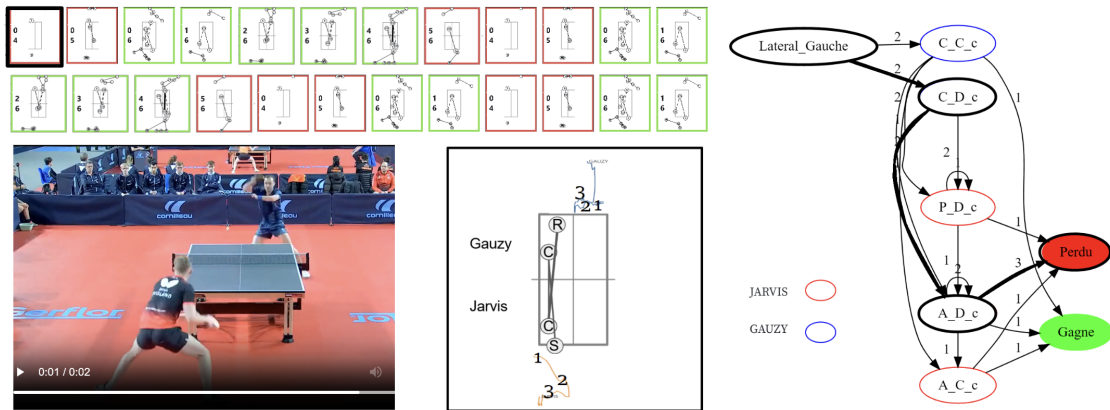 0 0 0 1 2 3 4 5 0 0 0 0
4 5 6 6 6 6 6 6 4 5 6 6
2 3 4 5 0 0 0 1 0 0 0 1
6 6 6 6 4 5 6 6 4 5 6 6
cornilleau
cornilleau
0:01 / 0:02
GAUZY
3
2 1
R
Gauzy
C
Jarvis
C
S
1
2
3
Lateral_Gauche
2
C_C_c
2
C_D_c
1
2
2
P_D_c
1
1
2
3
Perdu
JARVIS
A_D_c
1
1
GAUZY
Gagne
1
1
1
A_C_c